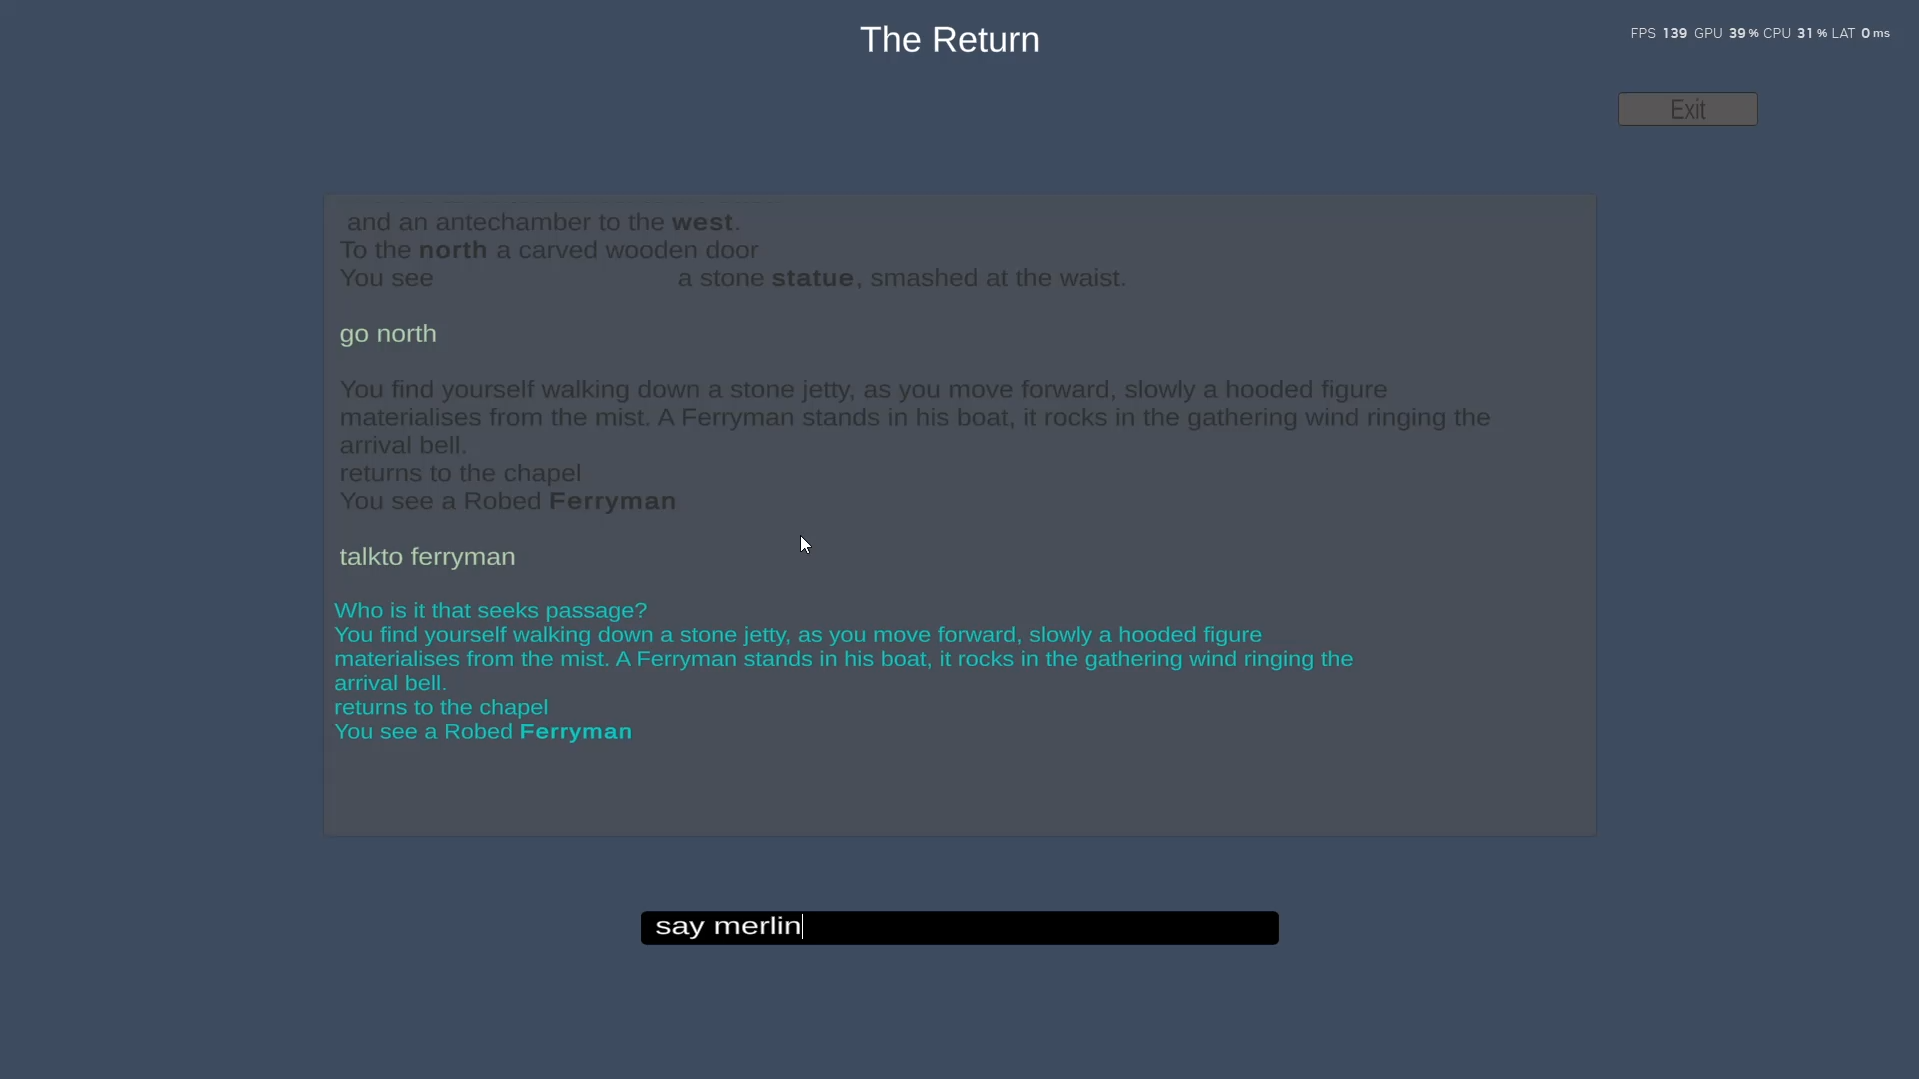 The Return
FPS 139 GPU 39 % CPU 31 % LAT 0 ms
Exit
and an antechamber to the west.
To the north a carved wooden door
You see a stone statue, smashed at the waist.
go north
You find yourself walking down a stone jetty, as you move forward, slowly a hooded figure
materialises from the mist. A Ferryman stands in his boat, it rocks in the gathering wind ringing the
arrival bell.
returns to the chapel
You see a Robed Ferryman
talkto ferryman
Who is it that seeks passage?
You find yourself walking down a stone jetty, as you move forward, slowly a hooded figure
materialises from the mist. A Ferryman stands in his boat, it rocks in the gathering wind ringing the
arrival bell.
returns to the chapel
You see a Robed Ferryman
say merlin